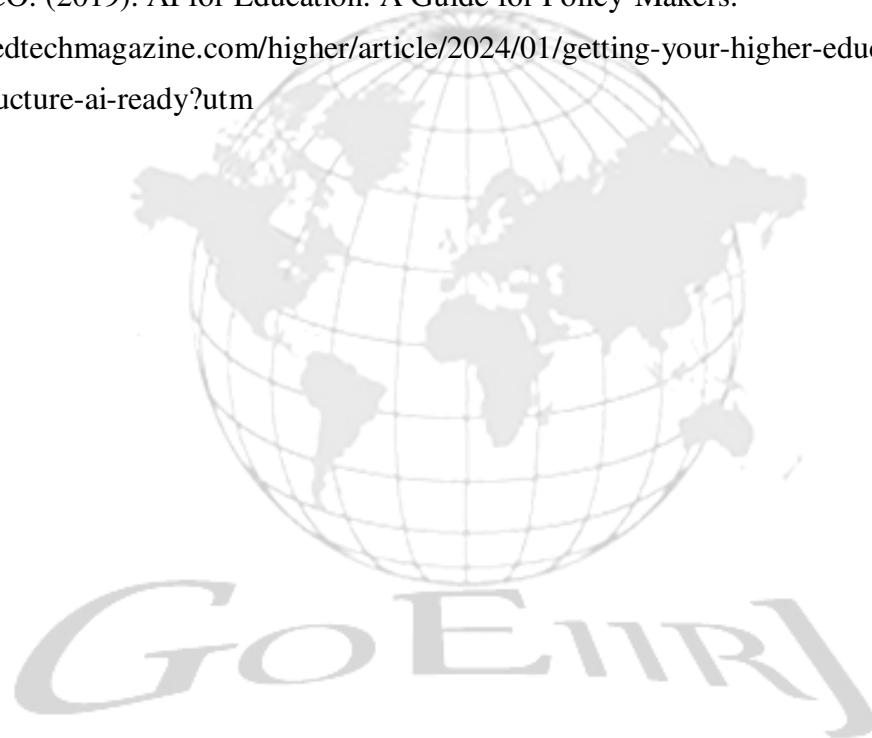 CO. (2019). AI for Education: A Guide for Policy-Makers.
edtechmagazine.com/higher/article/2024/01/getting-your-higher-educ
ucture-ai-ready?utm
GOEIIRJ